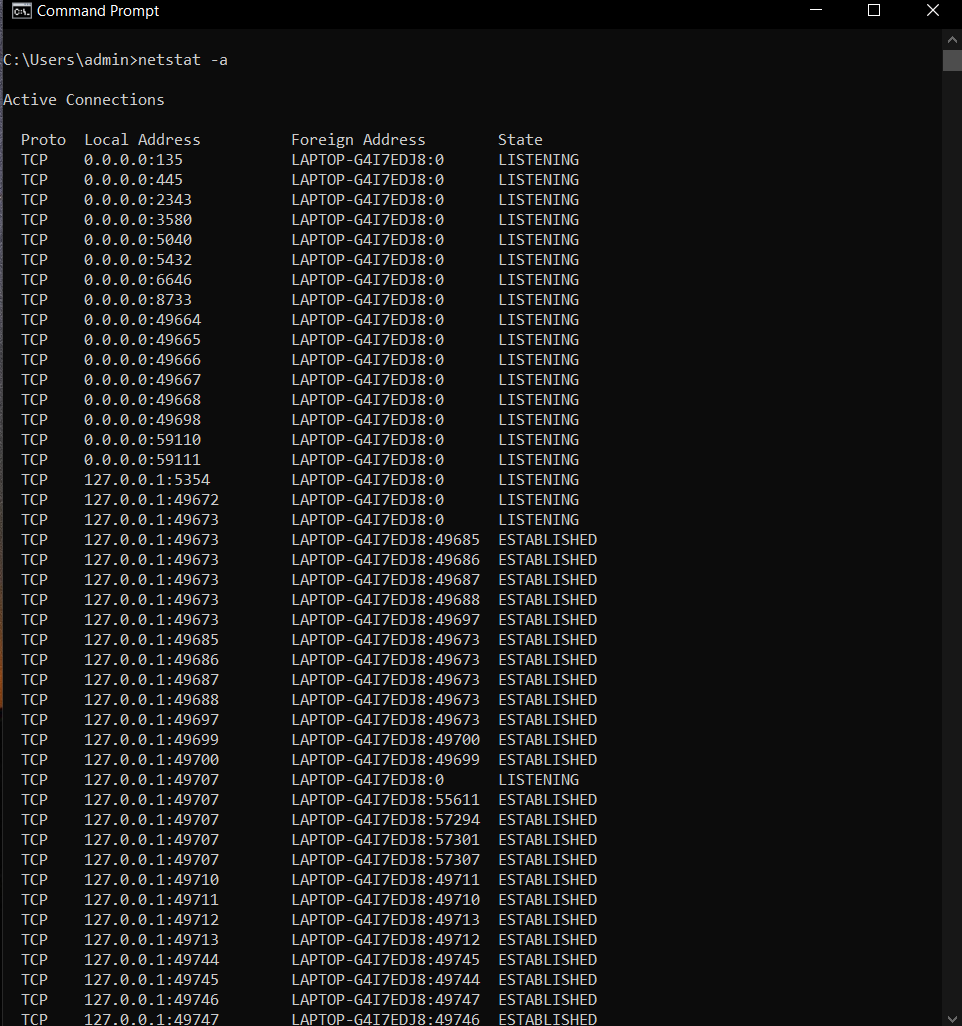 Command Prompt
C:\Users\admin>netstat -a
Active Connections
Proto Local Address Foreign Address State
TCP 0.0.0.0:135 LAPTOP-G4I7EDJ8:0 LISTENING
TCP 0.0.0.0:445 LAPTOP-G4I7EDJ8:0 LISTENING
TCP 0.0.0.0:2343 LAPTOP-G4I7EDJ8:0 LISTENING
TCP 0.0.0.0:3580 LAPTOP-G4I7EDJ8:0 LISTENING
TCP 0.0.0.0:5040 LAPTOP-G4I7EDJ8:0 LISTENING
TCP 0.0.0.0:5432 LAPTOP-G4I7EDJ8:0 LISTENING
TCP 0.0.0.0:6646 LAPTOP-G4I7EDJ8:0 LISTENING
TCP 0.0.0.0:8733 LAPTOP-G4I7EDJ8:0 LISTENING
TCP 0.0.0.0:49664 LAPTOP-G4I7EDJ8:0 LISTENING
TCP 0.0.0.0:49665 LAPTOP-G4I7EDJ8:0 LISTENING
TCP 0.0.0.0:49666 LAPTOP-G4I7EDJ8:0 LISTENING
TCP 0.0.0.0:49667 LAPTOP-G4I7EDJ8:0 LISTENING
TCP 0.0.0.0:49668 LAPTOP-G4I7EDJ8:0 LISTENING
TCP 0.0.0.0:49698 LAPTOP-G4I7EDJ8:0 LISTENING
TCP 0.0.0.0:59110 LAPTOP-G4I7EDJ8:0 LISTENING
TCP 0.0.0.0:59111 LAPTOP-G4I7EDJ8:0 LISTENING
TCP 127.0.0.1:5354 LAPTOP-G4I7EDJ8:0 LISTENING
TCP 127.0.0.1:49672 LAPTOP-G4I7EDJ8:0 LISTENING
TCP 127.0.0.1:49673 LAPTOP-G4I7EDJ8:0 LISTENING
TCP 127.0.0.1:49673 LAPTOP-G4I7EDJ8:49685 ESTABLISHED
TCP 127.0.0.1:49673 LAPTOP-G4I7EDJ8:49686 ESTABLISHED
TCP 127.0.0.1:49673 LAPTOP-G4I7EDJ8:49687 ESTABLISHED
TCP 127.0.0.1:49673 LAPTOP-G4I7EDJ8:49688 ESTABLISHED
TCP 127.0.0.1:49673 LAPTOP-G4I7EDJ8:49697 ESTABLISHED
TCP 127.0.0.1:49685 LAPTOP-G4I7EDJ8:49673 ESTABLISHED
TCP 127.0.0.1:49686 LAPTOP-G4I7EDJ8:49673 ESTABLISHED
TCP 127.0.0.1:49687 LAPTOP-G4I7EDJ8:49673 ESTABLISHED
TCP 127.0.0.1:49688 LAPTOP-G4I7EDJ8:49673 ESTABLISHED
TCP 127.0.0.1:49697 LAPTOP-G4I7EDJ8:49673 ESTABLISHED
TCP 127.0.0.1:49699 LAPTOP-G4I7EDJ8:49700 ESTABLISHED
TCP 127.0.0.1:49700 LAPTOP-G4I7EDJ8:49699 ESTABLISHED
TCP 127.0.0.1:49707 LAPTOP-G4I7EDJ8:0 LISTENING
TCP 127.0.0.1:49707 LAPTOP-G4I7EDJ8:55611 ESTABLISHED
TCP 127.0.0.1:49707 LAPTOP-G4I7EDJ8:57294 ESTABLISHED
TCP 127.0.0.1:49707 LAPTOP-G4I7EDJ8:57301 ESTABLISHED
TCP 127.0.0.1:49707 LAPTOP-G4I7EDJ8:57307 ESTABLISHED
TCP 127.0.0.1:49710 LAPTOP-G4I7EDJ8:49711 ESTABLISHED
TCP 127.0.0.1:49711 LAPTOP-G4I7EDJ8:49710 ESTABLISHED
TCP 127.0.0.1:49712 LAPTOP-G4I7EDJ8:49713 ESTABLISHED
TCP 127.0.0.1:49713 LAPTOP-G4I7EDJ8:49712 ESTABLISHED
TCP 127.0.0.1:49744 LAPTOP-G4I7EDJ8:49745 ESTABLISHED
TCP 127.0.0.1:49745 LAPTOP-G4I7EDJ8:49744 ESTABLISHED
TCP 127.0.0.1:49746 LAPTOP-G4I7EDJ8:49747 ESTABLISHED
TCP 127.0.0.1:49747 LAPTOP-G4I7EDJ8:49746 ESTABLISHED